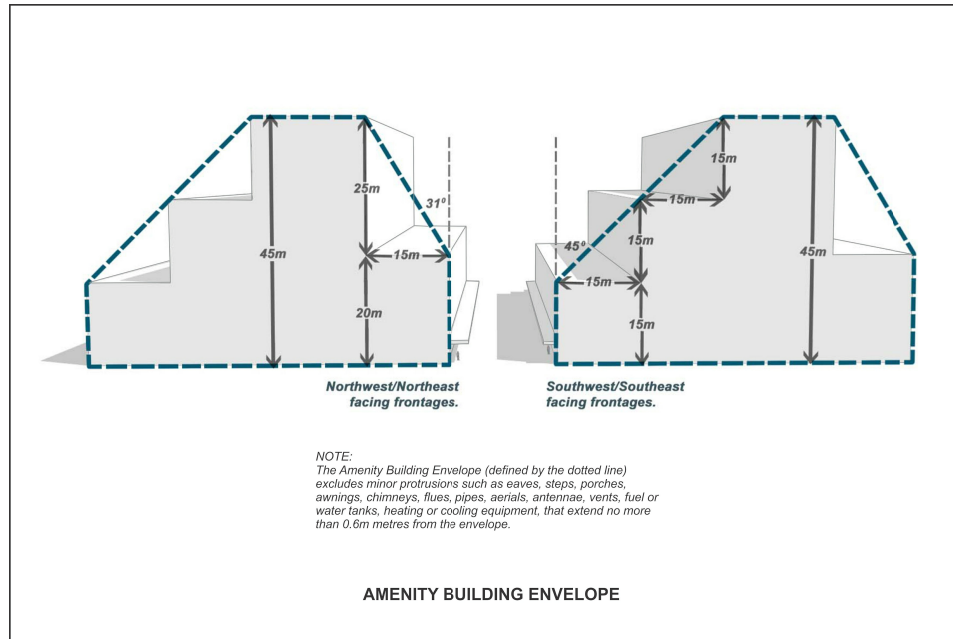 25m
31⁰
45m
15m
20m
Northwest/Northeast
facing frontages.
15m
15m
15m
45⁰
45m
15m
15m
Southwest/Southeast
facing frontages.
NOTE:
The Amenity Building Envelope (defined by the dotted line)
excludes minor protrusions such as eaves, steps, porches,
awnings, chimneys, flues, pipes, aerials, antennae, vents, fuel or
water tanks, heating or cooling equipment, that extend no more
than 0.6m metres from the envelope.
AMENITY BUILDING ENVELOPE